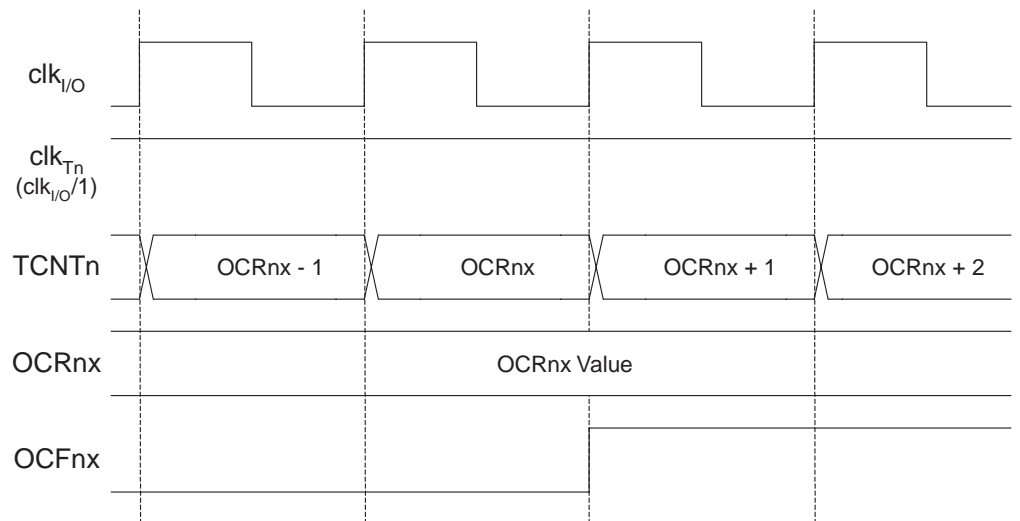 clkI/O
clkTn
(clkI/O/1)
TCNTn
OCRnx - 1
OCRnx
OCRnx + 1
OCRnx + 2
OCRnx
OCRnx Value
OCFnx